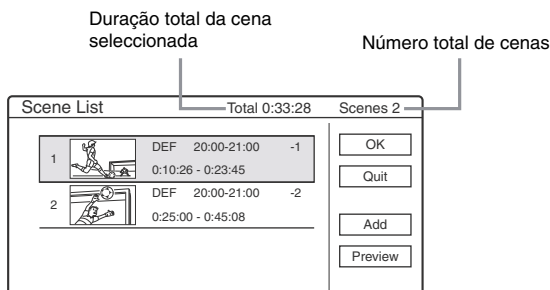 Duração total da cena
seleccionada
Número total de cenas
Scene List Total 0:33:28 Scenes 2
1 DEF 20:00-21:00 -1
0:10:26 - 0:23:45
2 DEF 20:00-21:00 -2
0:25:00 - 0:45:08
OK
Quit
Add
Preview